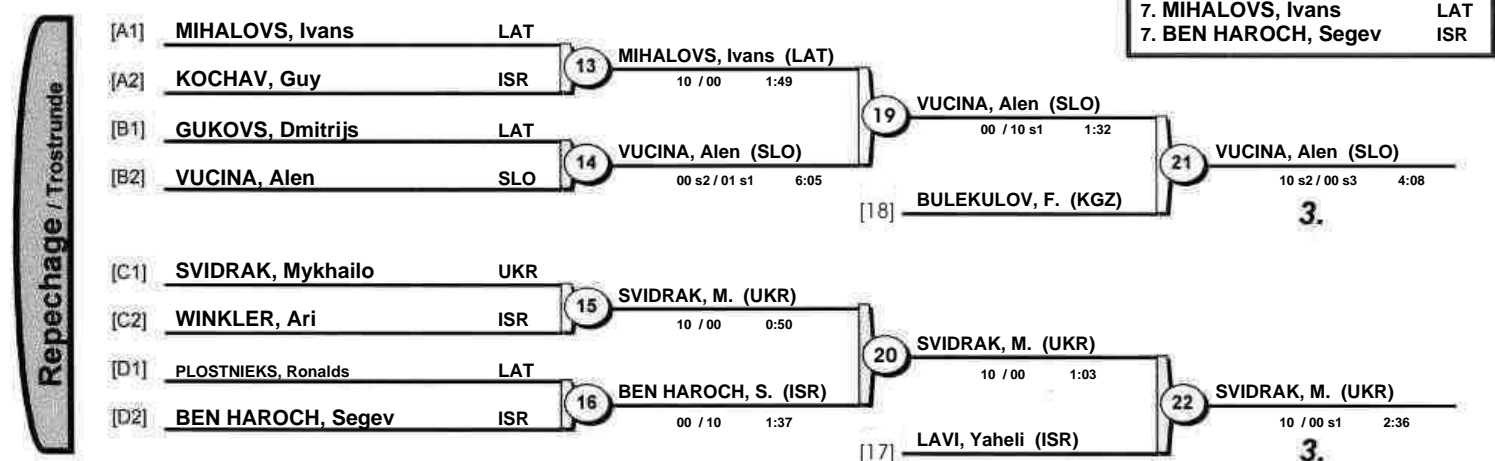 7. MIHALOVS, Ivans LAT
7. BEN HAROCH, Segev ISR
Repechage / Trostrunde
[A1] MIHALOVS, Ivans LAT
[A2] KOCHAV, Guy ISR
13 MIHALOVS, Ivans (LAT)
10 / 00 1:49
[B1] GUKOVS, Dmitrijs LAT
[B2] VUCINA, Alen SLO
14 VUCINA, Alen (SLO)
00 s2 / 01 s1 6:05
19 VUCINA, Alen (SLO)
00 / 10 s1 1:32
[18] BULEKULOV, F. (KGZ)
21 VUCINA, Alen (SLO)
10 s2 / 00 s3 4:08
3.
[C1] SVIDRAK, Mykhailo UKR
[C2] WINKLER, Ari ISR
15 SVIDRAK, M. (UKR)
10 / 00 0:50
[D1] PLOSTNIEKS, Ronalds LAT
[D2] BEN HAROCH, Segev ISR
16 BEN HAROCH, S. (ISR)
00 / 10 1:37
20 SVIDRAK, M. (UKR)
10 / 00 1:03
[17] LAVI, Yaheli (ISR)
22 SVIDRAK, M. (UKR)
10 / 00 s1 2:36
3.